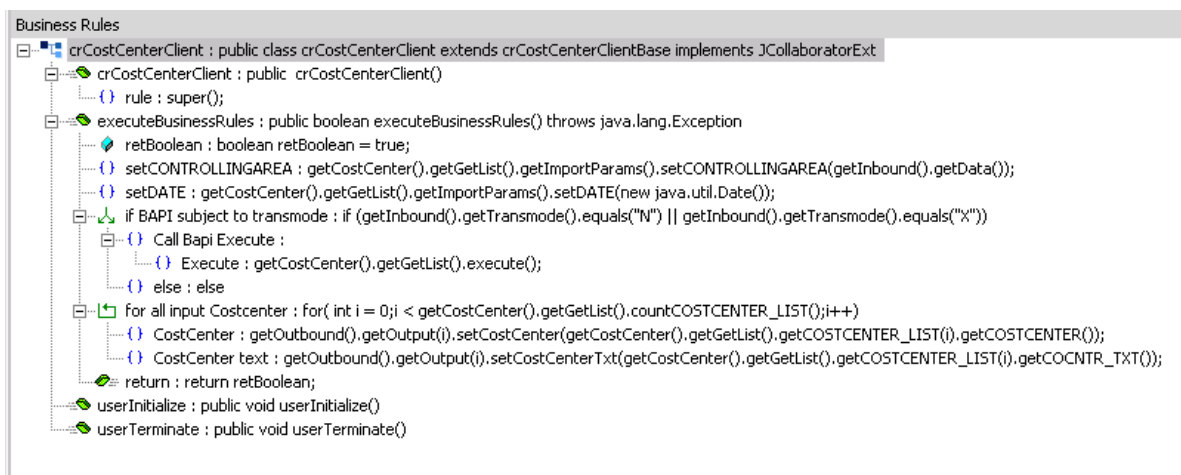 Business Rules
crCostCenterClient : public class crCostCenterClient extends crCostCenterClientBase implements JCollaboratorExt
crCostCenterClient : public  crCostCenterClient()
{} rule : super();
executeBusinessRules : public boolean executeBusinessRules() throws java.lang.Exception
retBoolean : boolean retBoolean = true;
{} setCONTROLLINGAREA : getCostCenter().getGetList().getImportParams().setCONTROLLINGAREA(getInbound().getData());
{} setDATE : getCostCenter().getGetList().getImportParams().setDATE(new java.util.Date());
if BAPI subject to transmode : if (getInbound().getTransmode().equals("N") || getInbound().getTransmode().equals("X"))
{} Call Bapi Execute :
{} Execute : getCostCenter().getGetList().execute();
{} else : else
for all input Costcenter : for( int i = 0;i < getCostCenter().getGetList().countCOSTCENTER_LIST();i++)
{} CostCenter : getOutbound().getOutput(i).setCostCenter(getCostCenter().getGetList().getCOSTCENTER_LIST(i).getCOSTCENTER());
{} CostCenter text : getOutbound().getOutput(i).setCostCenterTxt(getCostCenter().getGetList().getCOSTCENTER_LIST(i).getCOCNTR_TXT());
return : return retBoolean;
userInitialize : public void userInitialize()
userTerminate : public void userTerminate()